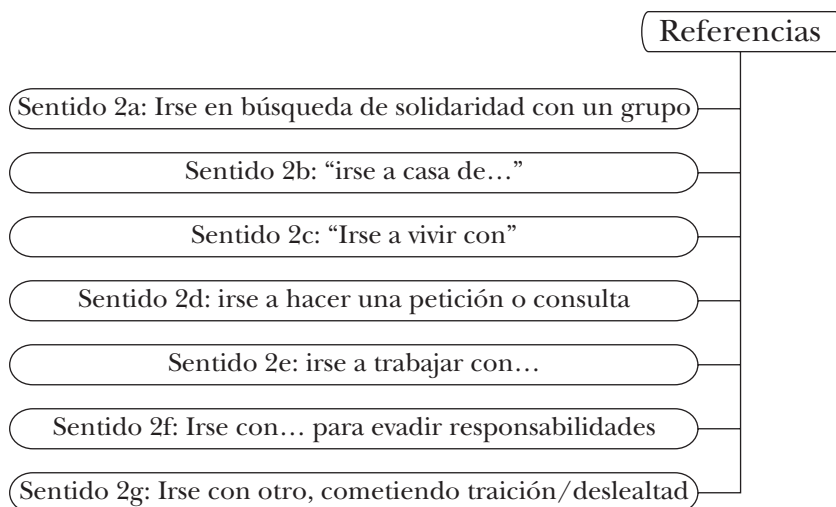 Referencias
Sentido 2a: Irse en búsqueda de solidaridad con un grupo
Sentido 2b: “irse a casa de…”
Sentido 2c: “Irse a vivir con”
Sentido 2d: irse a hacer una petición o consulta
Sentido 2e: irse a trabajar con…
Sentido 2f: Irse con… para evadir responsabilidades
Sentido 2g: Irse con otro, cometiendo traición/deslealtad